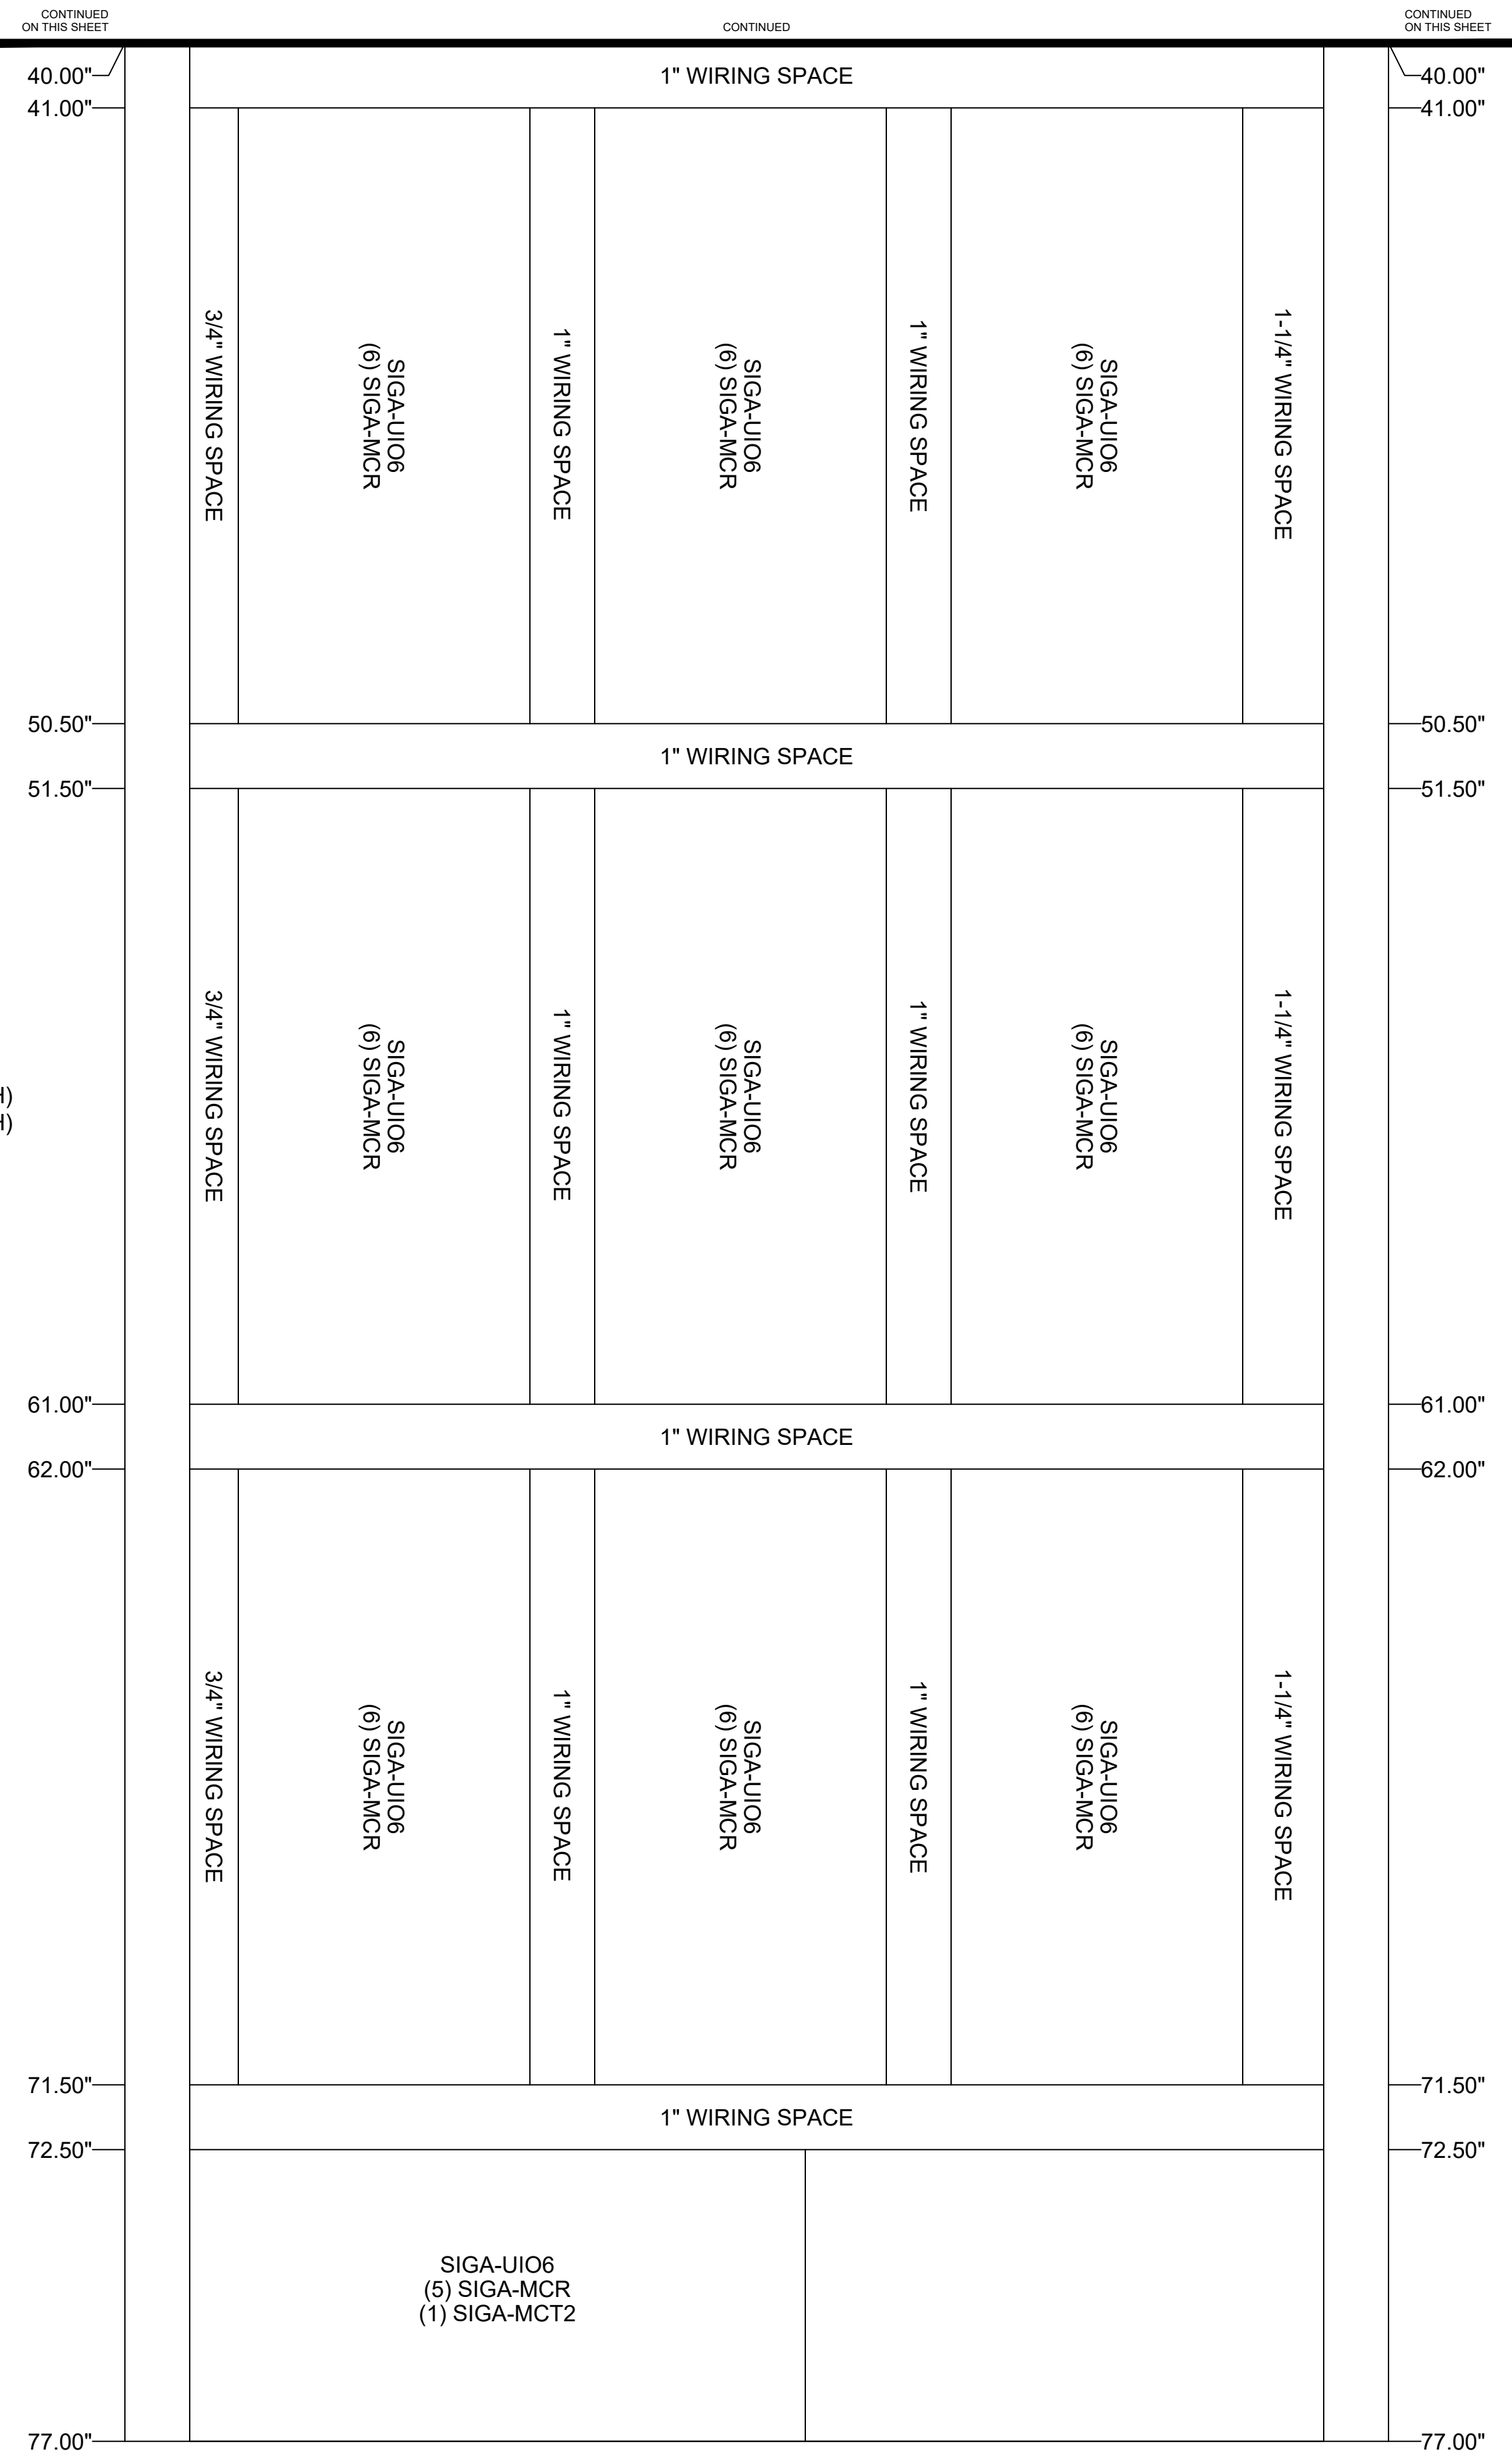 CONTINUED
ON THIS SHEET
CONTINUED
CONTINUED
ON THIS SHEET
40.00"
1" WIRING SPACE
40.00"
41.00"
41.00"
3/4" WIRING SPACE
SIGA-UIO6
(6) SIGA-MCR
1" WIRING SPACE
SIGA-UIO6
(6) SIGA-MCR
1" WIRING SPACE
SIGA-UIO6
(6) SIGA-MCR
1-1/4" WIRING SPACE
50.50"
50.50"
1" WIRING SPACE
51.50"
51.50"
H)
H)
3/4" WIRING SPACE
SIGA-UIO6
(6) SIGA-MCR
1" WIRING SPACE
SIGA-UIO6
(6) SIGA-MCR
1" WIRING SPACE
SIGA-UIO6
(6) SIGA-MCR
1-1/4" WIRING SPACE
61.00"
61.00"
1" WIRING SPACE
62.00"
62.00"
3/4" WIRING SPACE
SIGA-UIO6
(6) SIGA-MCR
1" WIRING SPACE
SIGA-UIO6
(6) SIGA-MCR
1" WIRING SPACE
SIGA-UIO6
(6) SIGA-MCR
1-1/4" WIRING SPACE
71.50"
71.50"
1" WIRING SPACE
72.50"
72.50"
SIGA-UIO6
(5) SIGA-MCR
(1) SIGA-MCT2
77.00"
77.00"